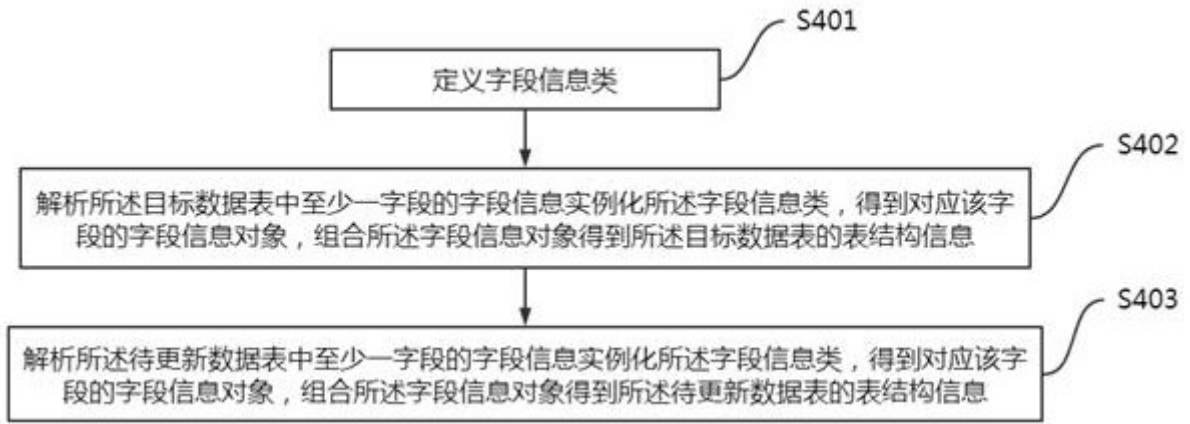 S401
定义字段信息类
S402
解析所述目标数据表中至少一字段的字段信息实例化所述字段信息类，得到对应该字
段的字段信息对象，组合所述字段信息对象得到所述目标数据表的表结构信息
S403
解析所述待更新数据表中至少一字段的字段信息实例化所述字段信息类，得到对应该字
段的字段信息对象，组合所述字段信息对象得到所述待更新数据表的表结构信息